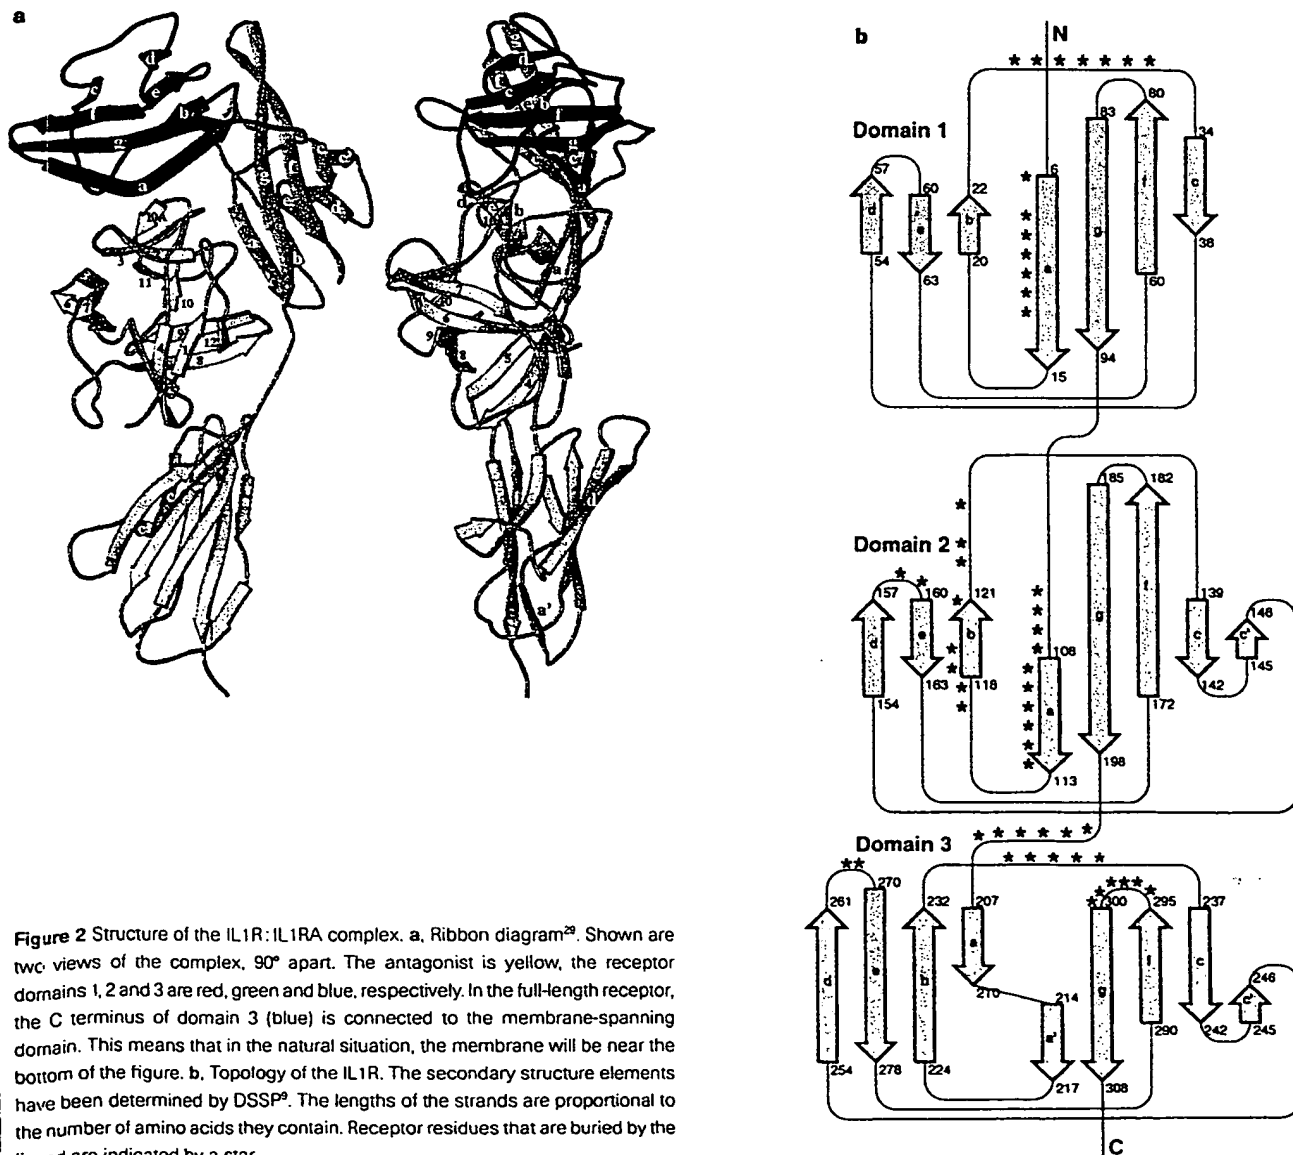 a
b
N
* * * * * * *
80
83
Domain 1
34
57
60
22
6
d
e
b
a
g
f
c
54
20
38
63
60
15
94
185
182
Domain 2
157
160
121
139
146
d
e
b
a
g
f
c
c'
108
163
118
142
145
154
172
198
113
* * * * * *
Domain 3
* * * * *
**
270
261
232
207
300
295
237
d
e
b
a
g
f
c
c'
246
210
214
a'
290
242
245
254
278
224
217
308
C
Figure 2 Structure of the IL1R:IL1RA complex. a, Ribbon diagram²⁹. Shown are
two views of the complex, 90° apart. The antagonist is yellow, the receptor
domains 1, 2 and 3 are red, green and blue, respectively. In the full-length receptor,
the C terminus of domain 3 (blue) is connected to the membrane-spanning
domain. This means that in the natural situation, the membrane will be near the
bottom of the figure. b, Topology of the IL1R. The secondary structure elements
have been determined by DSSP⁹. The lengths of the strands are proportional to
the number of amino acids they contain. Receptor residues that are buried by the
are indicated by a star